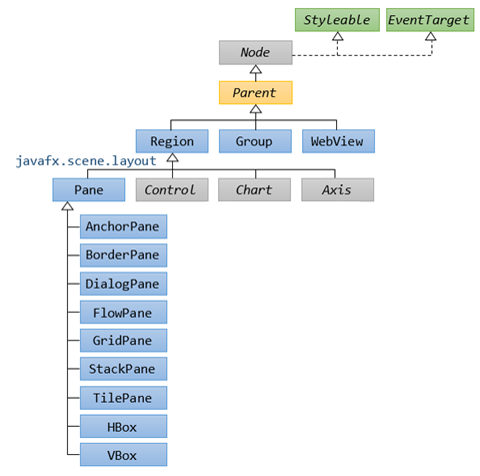 Styleable
EventTarget
Node
Parent
Region
Group
WebView
javafx.scene.layout
Pane
Control
Chart
Axis
AnchorPane
BorderPane
DialogPane
FlowPane
GridPane
StackPane
TilePane
HBox
VBox